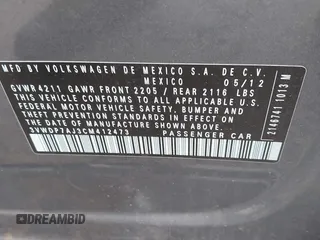 MFD BY VOLKSWAGEN DE MEXICO S.A. DE C.V.
MEXICO 05/12
GVWR 4211 GAWR FRONT 2205 / REAR 2116 LBS
THIS VEHICLE CONFORMS TO ALL APPLICABLE
FEDERAL MOTOR VEHICLE SAFETY, BUMPER AND
THEFT PREVENTION STANDARDS IN EFFECT
ON THE DATE OF MANUFACTURE SHOWN ABOVE
3VWDP7AJ3CM412473 PASSENGER CAR
2146741 1013 M
DREAMBID